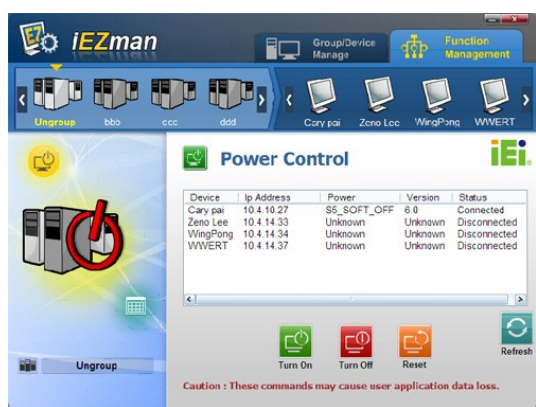 iEZman
Group/Device
Manage
Function
Management
Ungroup
bbb
ccc
ddd
Cary pai
Zeno Lee
WingPong
WWERT
Power Control
iEi
Device Ip Address Power Version Status
Cary pai 10.4.10.27 S5_SOFT_OFF 6.0 Connected
Zeno Lee 10.4.14.33 Unknown Unknown Disconnected
WingPong 10.4.14.34 Unknown Unknown Disconnected
WWERT 10.4.14.37 Unknown Unknown Disconnected
Turn On
Turn Off
Reset
Refresh
Ungroup
Caution : These commands may cause user application data loss.